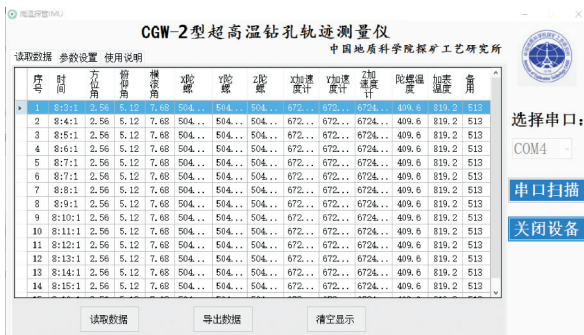 高温探管IMU
CGW-2型超高温钻孔轨迹测量仪
中国地质科学院探矿工艺研究所
读取数据 参数设置 使用说明
序号 时间 方位角 俯仰角 横滚角 X陀螺 Y陀螺 Z陀螺 X加速度计 Y加速度计 Z加速度计 陀螺温度 加表温度 备用
1 8:3:1 2.56 5.12 7.68 504... 504... 504... 672... 672... 6724... 409.6 819.2 513
2 8:4:1 2.56 5.12 7.68 504... 504... 504... 672... 672... 6724... 409.6 819.2 513
3 8:5:1 2.56 5.12 7.68 504... 504... 504... 672... 672... 6724... 409.6 819.2 513
4 8:6:1 2.56 5.12 7.68 504... 504... 504... 672... 672... 6724... 409.6 819.2 513
5 8:7:1 2.56 5.12 7.68 504... 504... 504... 672... 672... 6724... 409.6 819.2 513
6 8:7:1 2.56 5.12 7.68 504... 504... 504... 672... 672... 6724... 409.6 819.2 513
7 8:8:1 2.56 5.12 7.68 504... 504... 504... 672... 672... 6724... 409.6 819.2 513
8 8:9:1 2.56 5.12 7.68 504... 504... 504... 672... 672... 6724... 409.6 819.2 513
9 8:10:1 2.56 5.12 7.68 504... 504... 504... 672... 672... 6724... 409.6 819.2 513
10 8:11:1 2.56 5.12 7.68 504... 504... 504... 672... 672... 6724... 409.6 819.2 513
11 8:12:1 2.56 5.12 7.68 504... 504... 504... 672... 672... 6724... 409.6 819.2 513
12 8:13:1 2.56 5.12 7.68 504... 504... 504... 672... 672... 6724... 409.6 819.2 513
13 8:14:1 2.56 5.12 7.68 504... 504... 504... 672... 672... 6724... 409.6 819.2 513
14 8:15:1 2.56 5.12 7.68 504... 504... 504... 672... 672... 6724... 409.6 819.2 513
读取数据 导出数据 清空显示
选择串口:
COM4
串口扫描
关闭设备